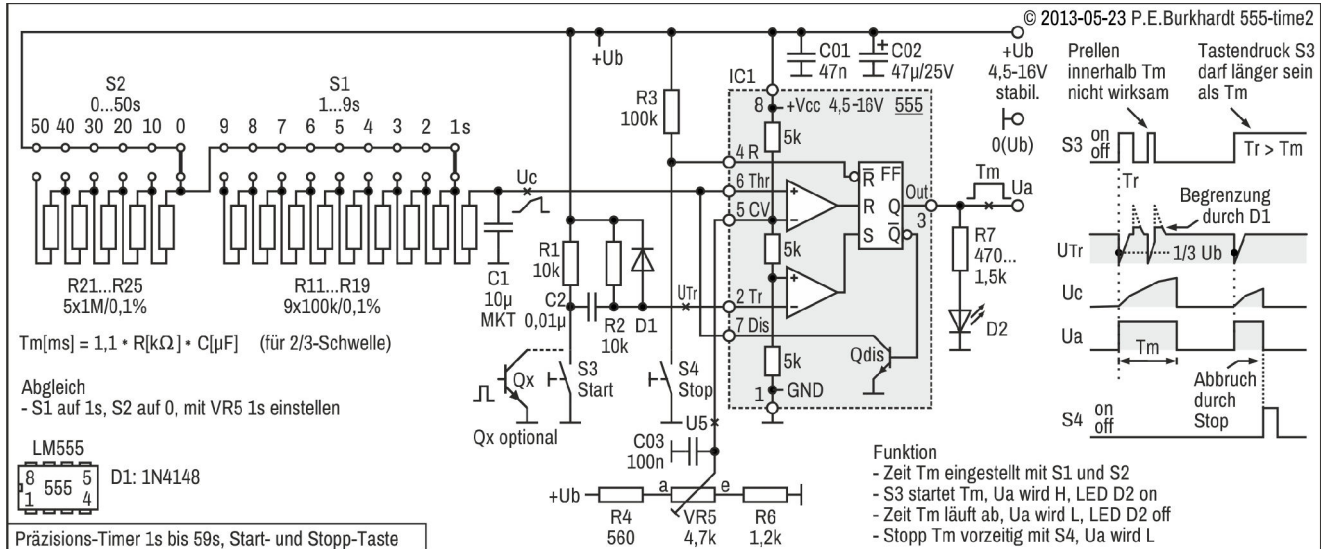 © 2013-05-23 P.E.Burkhardt 555-time2
S2
0...50s
50 40 30 20 10 0
S1
1...9s
9 8 7 6 5 4 3 2 1s
R21...R25
5x1M/0,1%
R11...R19
9x100k/0,1%
Tm[ms] = 1,1 * R[kΩ] * C[µF] (für 2/3-Schwelle)
Abgleich
- S1 auf 1s, S2 auf 0, mit VR5 1s einstellen
LM555
8 5
555
1 4
D1: 1N4148
Präzisions-Timer 1s bis 59s, Start- und Stopp-Taste
Uc
C1
10µ
MKT
+Ub
R1
10k
C2
0,01µ
R2
10k
D1
UTr
R3
100k
Qx
Qx optional
S3
Start
S4
Stop
U5
C03
100n
+Ub
a
e
R4
560
VR5
4,7k
R6
1,2k
C01
47n
+
C02
47µ/25V
+Ub
4,5-16V
stabil.
0(Ub)
IC1
8
+Vcc 4,5-16V 555
5k
4 R
6 Thr
5 CV
+
−
5k
+
−
2 Tr
7 Dis
5k
1
GND
R FF
R Q
S Q
Out
3
Qdis
Tm
Ua
R7
470...
1,5k
D2
Prellen
innerhalb Tm
nicht wirksam
Tastendruck S3
darf länger sein
als Tm
S3
on
off
Tr
Tr > Tm
Begrenzung
durch D1
UTr
1/3 Ub
Uc
Ua
Tm
Abbruch
durch
Stop
S4
on
off
Funktion
- Zeit Tm eingestellt mit S1 und S2
- S3 startet Tm, Ua wird H, LED D2 on
- Zeit Tm läuft ab, Ua wird L, LED D2 off
- Stopp Tm vorzeitig mit S4, Ua wird L